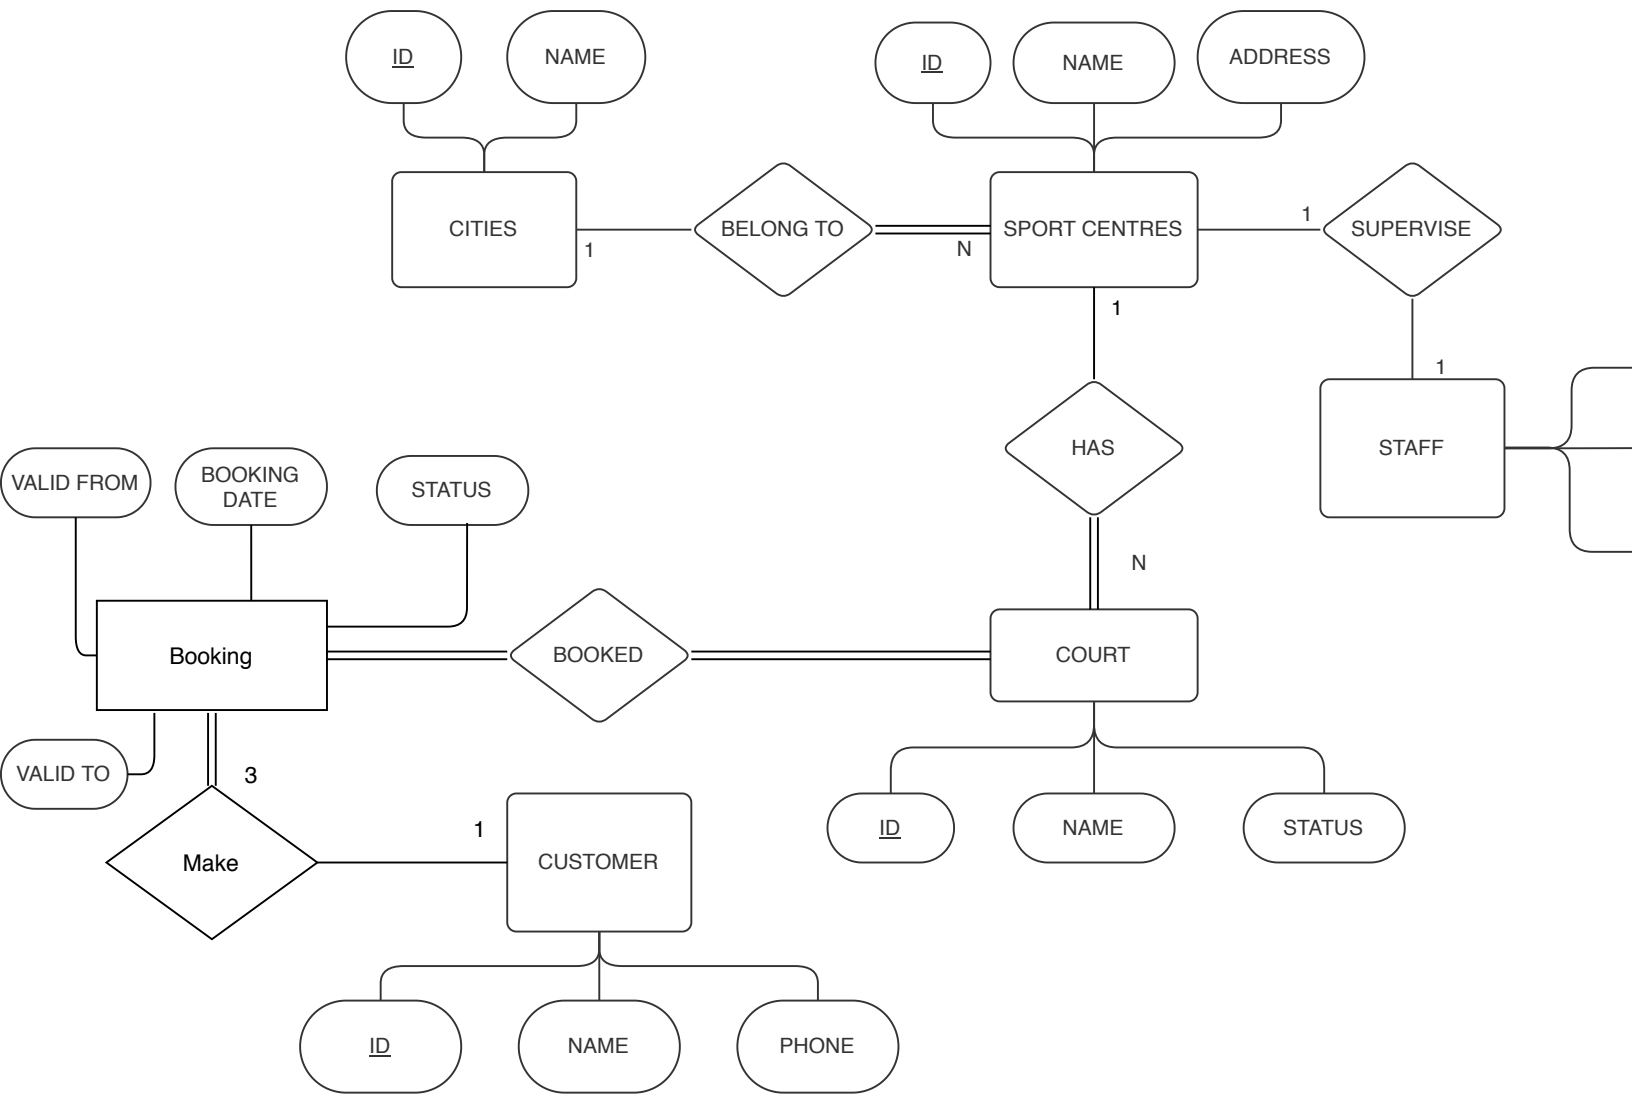 ID
NAME
ID
NAME
ADDRESS
CITIES
1
BELONG TO
N
SPORT CENTRES
1
SUPERVISE
1
1
STAFF
HAS
N
VALID FROM
BOOKING
DATE
STATUS
Booking
BOOKED
COURT
VALID TO
3
Make
1
CUSTOMER
ID
NAME
STATUS
ID
NAME
PHONE